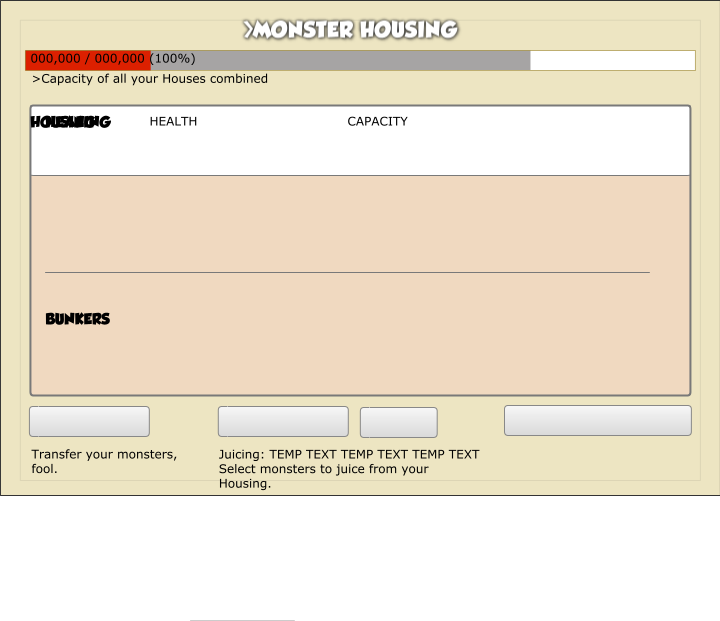 >MONSTER HOUSING
000,000 / 000,000 (100%)
>Capacity of all your Houses combined
HOUSING HEALTH CAPACITY
BUNKERS
Transfer your monsters,
fool.
Juicing: TEMP TEXT TEMP TEXT TEMP TEXT
Select monsters to juice from your
Housing.